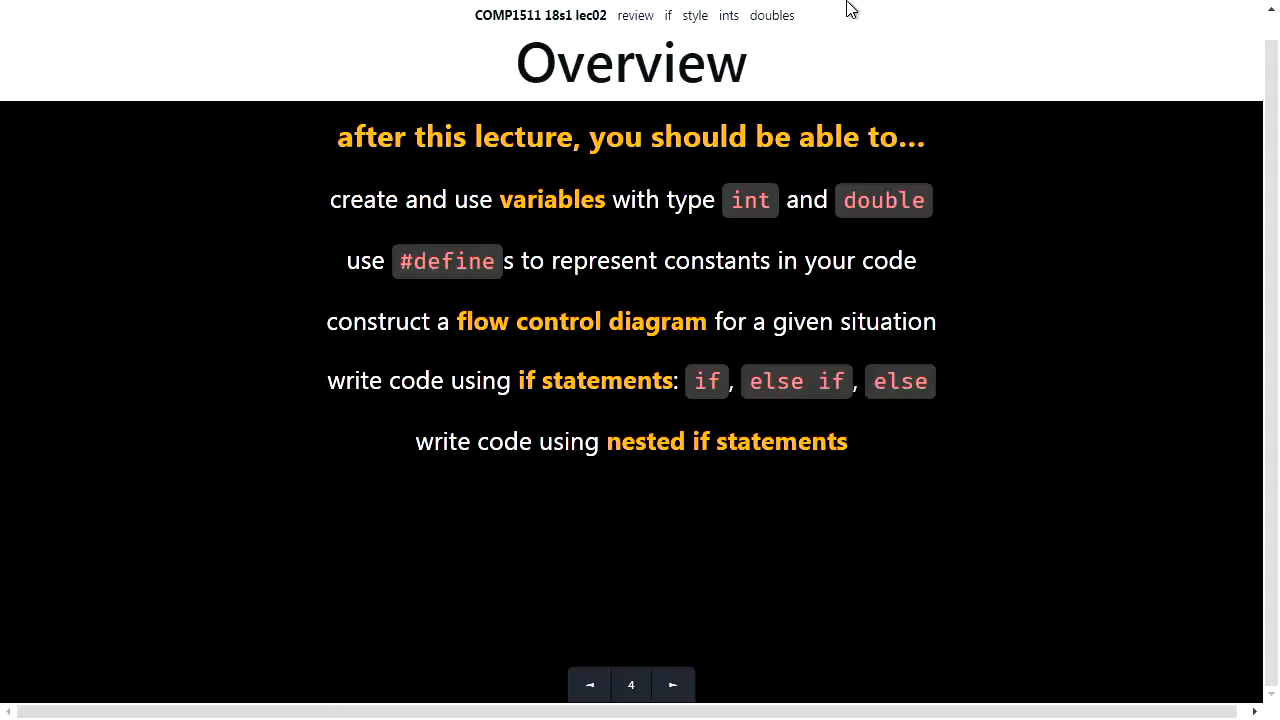 COMP1511 18s1 lec02 review if style ints doubles
Overview
after this lecture, you should be able to…
create and use variables with type int and double
use #define s to represent constants in your code
construct a flow control diagram for a given situation
write code using if statements: if, else if, else
write code using nested if statements
4